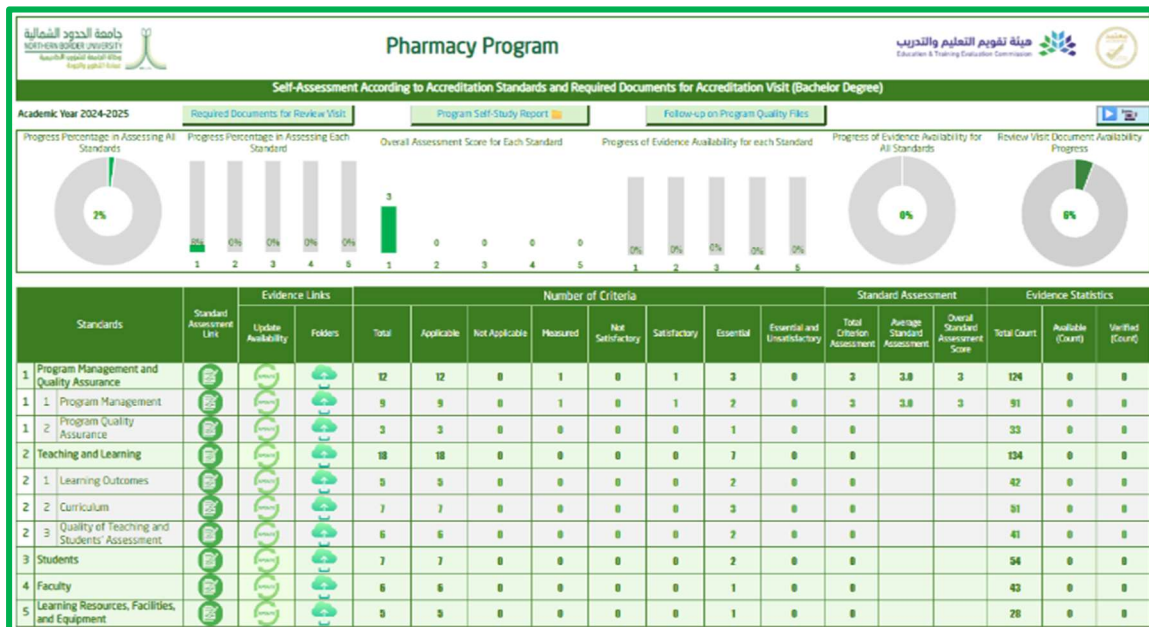 جامعة الحدود الشمالية
NORTHERN BORDER UNIVERSITY
Pharmacy Program
هيئة تقويم التعليم والتدريب
Education & Training Evaluation Commission
Self-Assessment According to Accreditation Standards and Required Documents for Accreditation Visit (Bachelor Degree)
Academic Year 2024-2025
Required Documents for Review Visit
Program Self-Study Report
Follow-up on Program Quality Files
Progress Percentage in Assessing All Standards
2%
Progress Percentage in Assessing Each Standard
8% 0% 0% 0% 0%
1 2 3 4 5
Overall Assessment Score for Each Standard
3 0 0 0 0
1 2 3 4 5
Progress of Evidence Availability for each Standard
0% 0% 0% 0% 0%
1 2 3 4 5
Progress of Evidence Availability for All Standards
0%
Review Visit Document Availability Progress
6%
Standards
Standard Assessment Link
Evidence Links
Update Availability
Folders
Number of Criteria
Total
Applicable
Not Applicable
Measured
Not Satisfactory
Satisfactory
Essential
Essential and Unsatisfactory
Standard Assessment
Total Criterion Assessment
Average Standard Assessment
Overall Standard Assessment Score
Evidence Statistics
Total Count
Available (Count)
Verified (Count)
1 Program Management and Quality Assurance 12 12 0 1 0 1 3 0 3 3.0 3 124 0 0
1 1 Program Management 9 9 0 1 0 1 2 0 3 3.0 3 91 0 0
1 2 Program Quality Assurance 3 3 0 0 0 0 1 0 0 33 0 0
2 Teaching and Learning 18 18 0 0 0 0 7 0 0 134 0 0
2 1 Learning Outcomes 5 5 0 0 0 0 2 0 0 42 0 0
2 2 Curriculum 7 7 0 0 0 0 3 0 0 51 0 0
2 3 Quality of Teaching and Students' Assessment 6 6 0 0 0 0 2 0 0 41 0 0
3 Students 7 7 0 0 0 0 2 0 0 54 0 0
4 Faculty 6 6 0 0 0 0 1 0 0 43 0 0
5 Learning Resources, Facilities, and Equipment 5 5 0 0 0 0 1 0 0 28 0 0